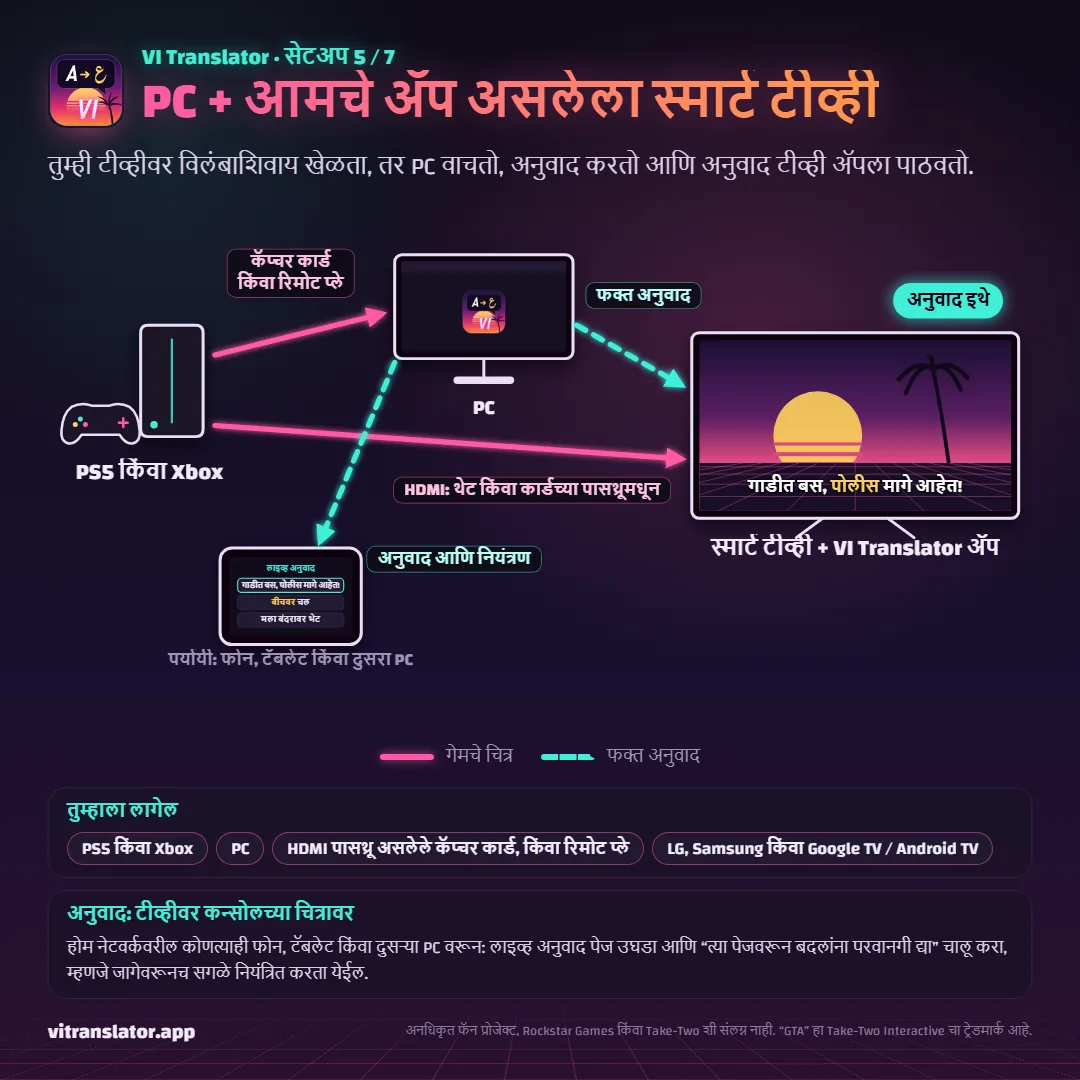 VI Translator · सेटअप 5 / 7
A→ع
VI
PC + आमचे ॲप असलेला स्मार्ट टीव्ही
तुम्ही टीव्हीवर विलंबाशिवाय खेळता, तर PC वाचतो, अनुवाद करतो आणि अनुवाद टीव्ही ॲपला पाठवतो.
कॅप्चर कार्ड
किंवा रिमोट प्ले
A→ع
VI
फक्त अनुवाद
अनुवाद इथे
PC
PS5 किंवा Xbox
HDMI: थेट किंवा कार्डच्या पासथ्रूमधून
गाडीत बस, पोलीस मागे आहेत!
स्मार्ट टीव्ही + VI Translator ॲप
अनुवाद आणि नियंत्रण
लाइव्ह अनुवाद
गाडीत बस, पोलीस मागे आहेत!
बीचवर चल
मला बंदरावर भेट
पर्यायी: फोन, टॅबलेट किंवा दुसरा PC
गेमचे चित्र
फक्त अनुवाद
तुम्हाला लागेल
PS5 किंवा Xbox
PC
HDMI पासथ्रू असलेले कॅप्चर कार्ड, किंवा रिमोट प्ले
LG, Samsung किंवा Google TV / Android TV
अनुवाद: टीव्हीवर कन्सोलच्या चित्रावर
होम नेटवर्कवरील कोणत्याही फोन, टॅबलेट किंवा दुसऱ्या PC वरून: लाइव्ह अनुवाद पेज उघडा आणि “त्या पेजवरून बदलांना परवानगी द्या” चालू करा,
म्हणजे जागेवरूनच सगळे नियंत्रित करता येईल.
vitranslator.app
अनधिकृत फॅन प्रोजेक्ट, Rockstar Games किंवा Take-Two शी संलग्न नाही. “GTA” हा Take-Two Interactive चा ट्रेडमार्क आहे.